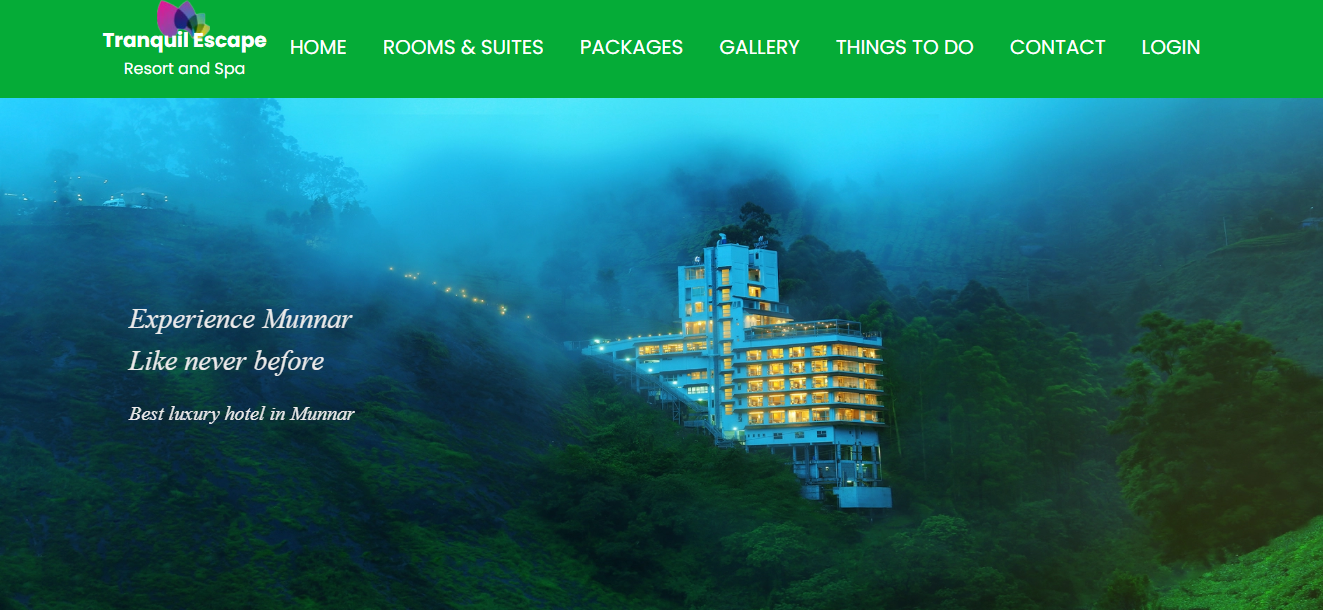 Tranquil Escape
Resort and Spa
HOME
ROOMS & SUITES
PACKAGES
GALLERY
THINGS TO DO
CONTACT
LOGIN
Experience Munnar
Like never before
Best luxury hotel in Munnar